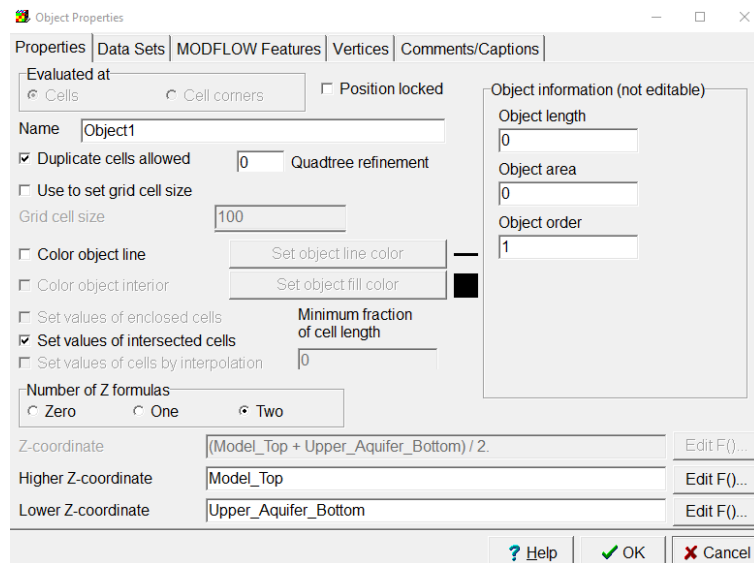 Object Properties
Properties Data Sets MODFLOW Features Vertices Comments/Captions
Evaluated at
Cells Cell corners
Position locked
Name Object1
Duplicate cells allowed 0 Quadtree refinement
Use to set grid cell size
Grid cell size 100
Color object line Set object line color
Color object interior Set object fill color
Set values of enclosed cells
Set values of intersected cells
Set values of cells by interpolation
Minimum fraction
of cell length
0
Number of Z formulas
Zero One Two
Z-coordinate (Model_Top + Upper_Aquifer_Bottom) / 2. Edit F()...
Higher Z-coordinate Model_Top Edit F()...
Lower Z-coordinate Upper_Aquifer_Bottom Edit F()...
Object information (not editable)
Object length
0
Object area
0
Object order
1
? Help OK Cancel